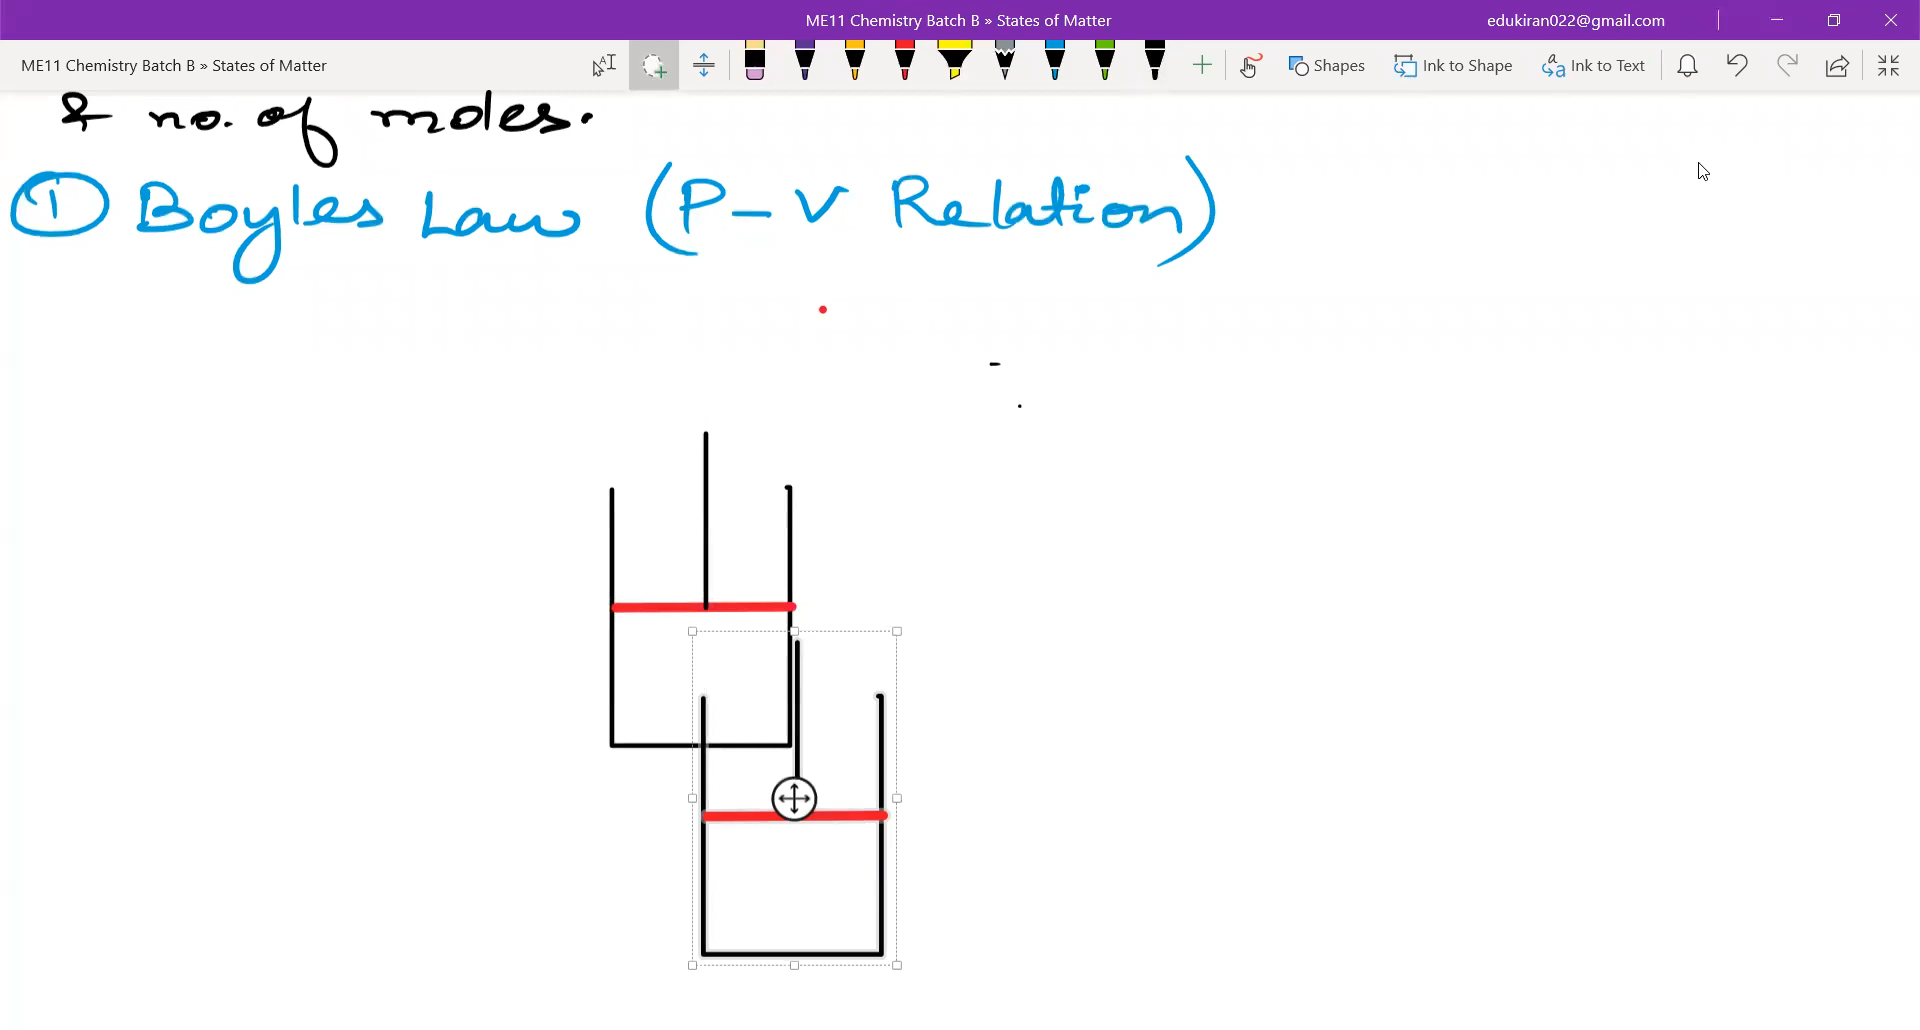 ME11 Chemistry Batch B » States of Matter
edukiran022@gmail.com
ME11 Chemistry Batch B » States of Matter
Shapes
Ink to Shape
Ink to Text
& no. of moles.
1 Boyles Law (P-V Relation)